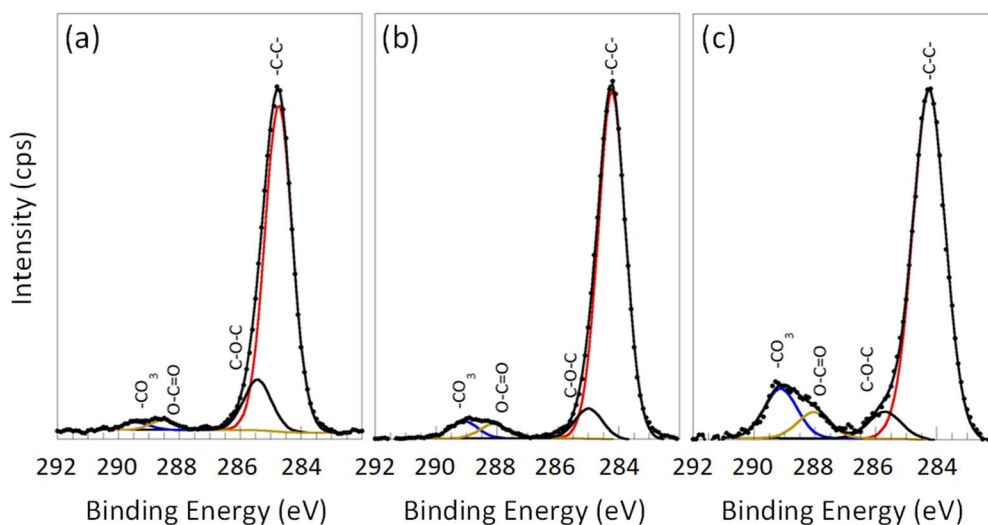 (a)
-C-C-
C-O-C
-CO3
O-C=O
(b)
-C-C-
C-O-C
-CO3
O-C=O
(c)
-C-C-
-CO3
O-C=O
C-O-C
Intensity (cps)
292 290 288 286 284
292 290 288 286 284
292 290 288 286 284
Binding Energy (eV)
Binding Energy (eV)
Binding Energy (eV)